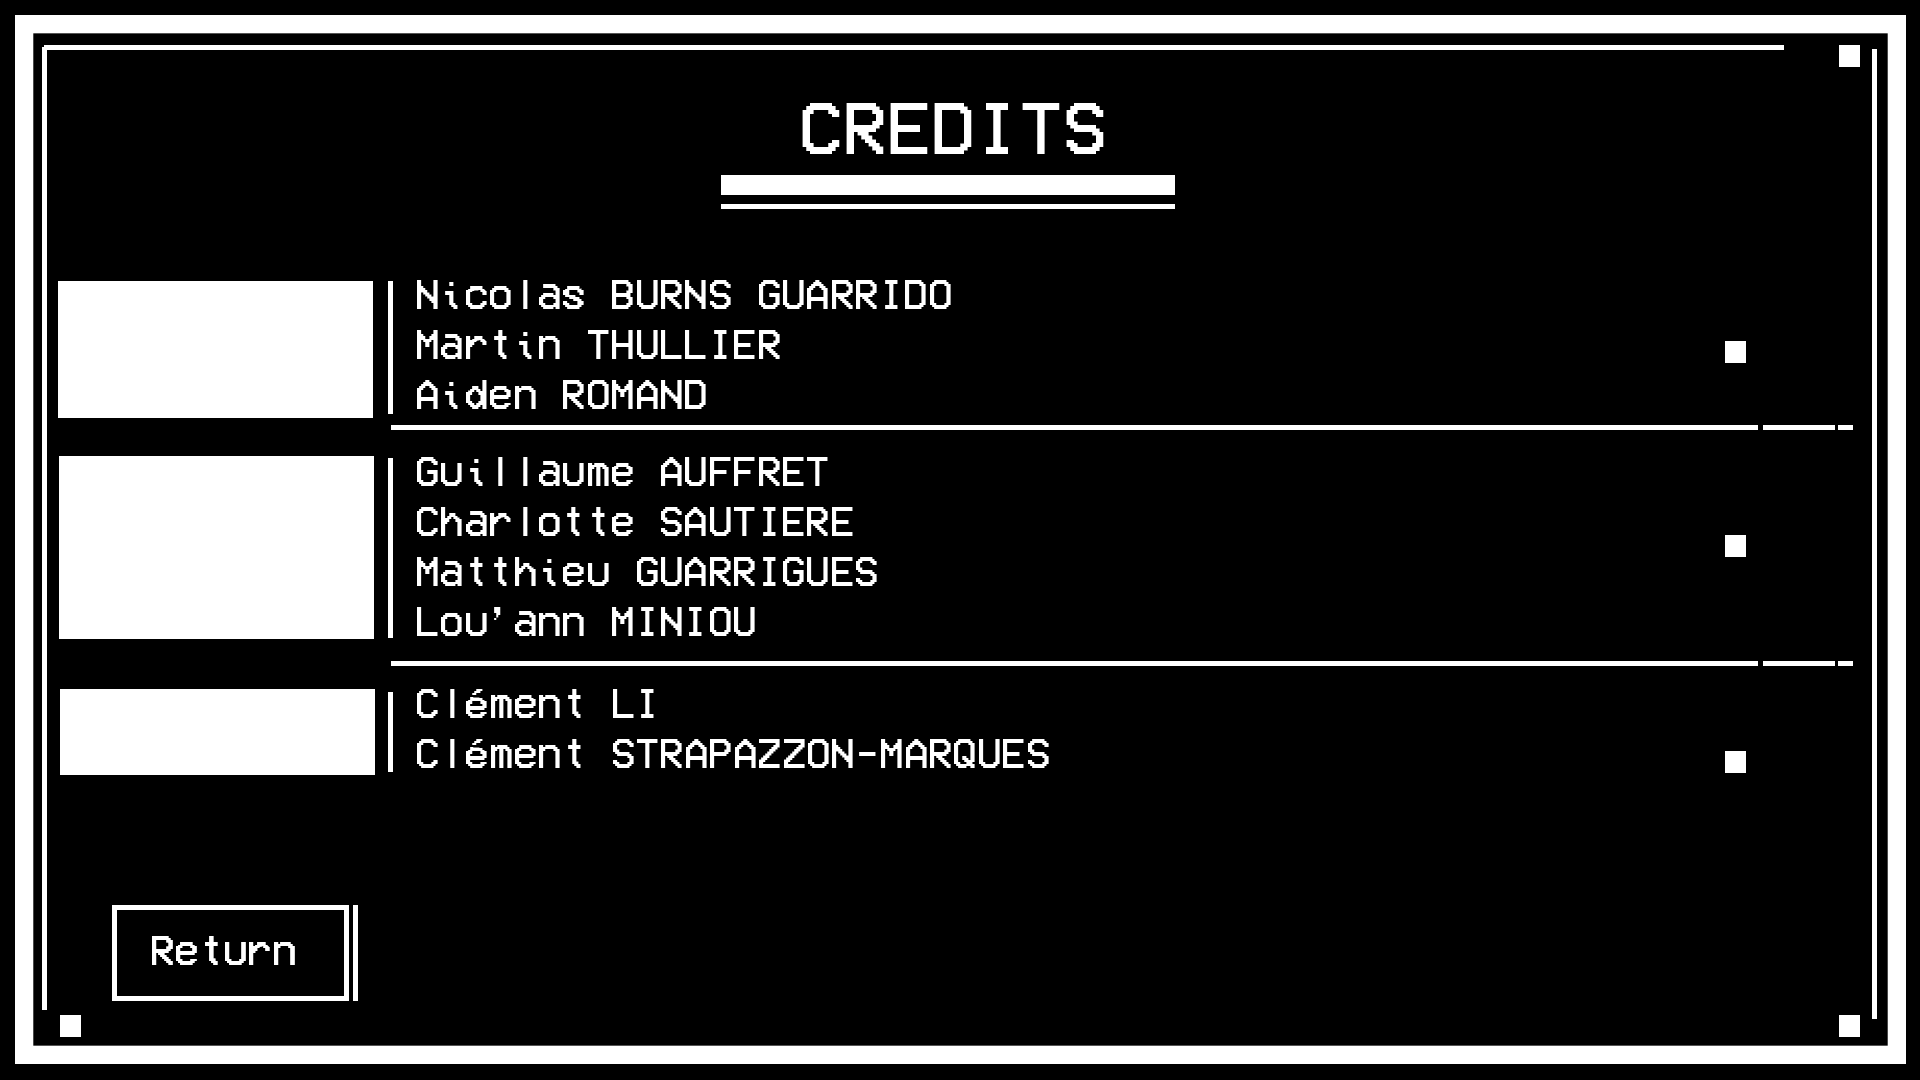 CREDITS
Nicolas BURNS GUARRIDO
Martin THULLIER
Aiden ROMAND
Guillaume AUFFRET
Charlotte SAUTIERE
Matthieu GUARRIGUES
Lou'ann MINIOU
Clément LI
Clément STRAPAZZON-MARQUES
Return